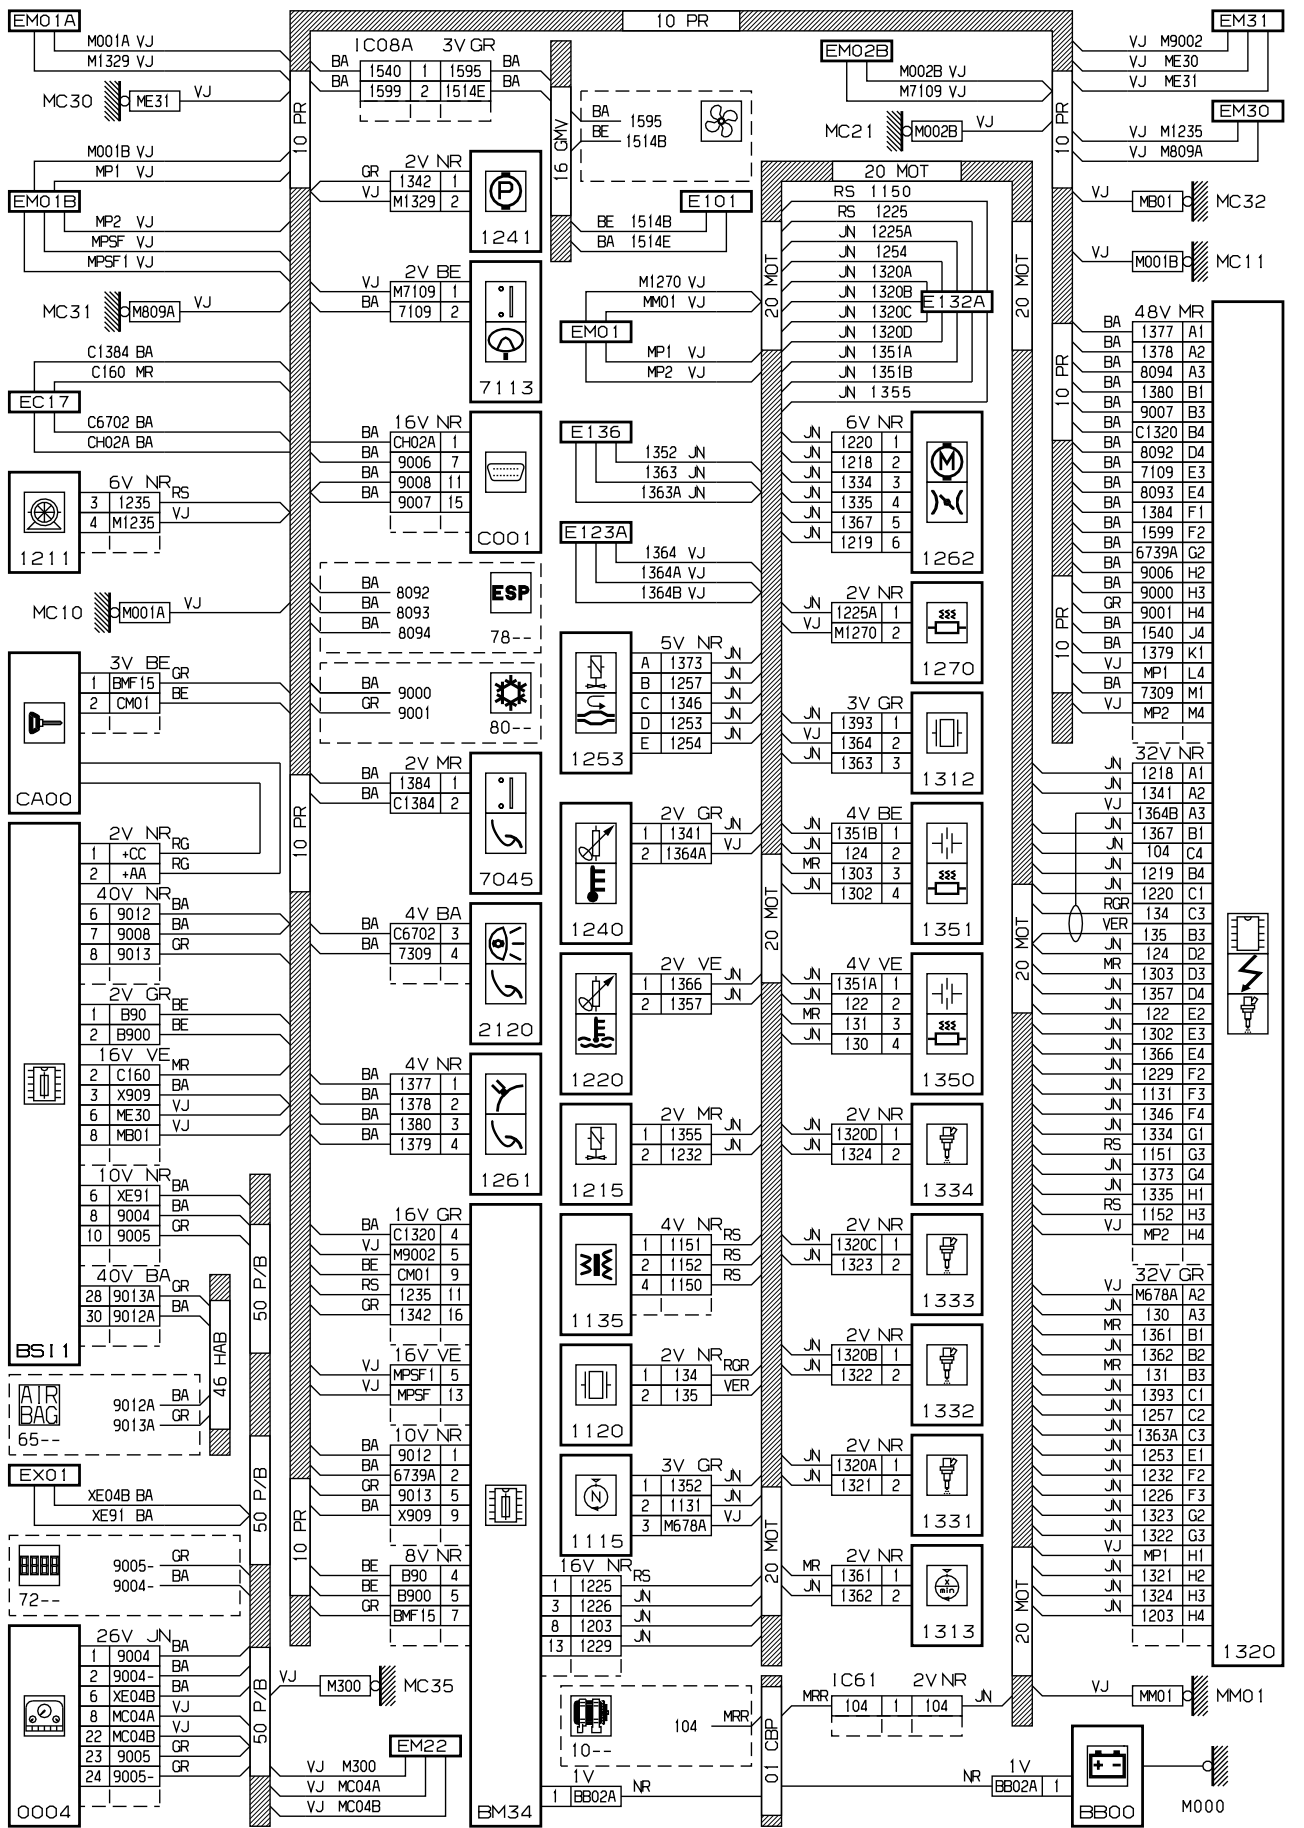 10 PR
EM01A
M001A VJ
M1329 VJ
MC30 ME31 VJ
M001B VJ
MP1 VJ
EM01B
MP2 VJ
MPSF VJ
MPSF1 VJ
MC31 M809A VJ
C1384 BA
C160 MR
EC17
C6702 BA
CH02A BA
6V NR
3 1235 RS
4 M1235 VJ
1211
MC10 M001A VJ
3V BE
1 BMF15 GR
2 CM01 BE
CA00
2V NR
1 +CC RG
2 +AA RG
40V NR
6 9012 BA
7 9008 BA
8 9013 GR
2V GR
1 B90 BE
2 B900 BE
16V VE
2 C160 MR
3 X909 BA
6 ME30 VJ
8 MB01 VJ
10V NR
6 XE91 BA
8 9004 BA
10 9005 GR
40V BA
28 9013A GR
30 9012A BA
BSI1
46 HAB
AIR BAG
65--
9012A BA
9013A GR
EX01
XE04B BA
XE91 BA
72--
9005- GR
9004- BA
26V JN
1 9004 BA
2 9004- BA
6 XE04B BA
8 MC04A VJ
22 MC04B VJ
23 9005 GR
24 9005- GR
0004
50 P/B
50 P/B
50 P/B
VJ M300 MC35
EM22
VJ M300
VJ MC04A
VJ MC04B
10 PR
10 PR
10 PR
IC08A 3V GR
BA 1540 1 1595 BA
BA 1599 2 1514E BA
16 GMV
BA 1595
BE 1514B
E101
BE 1514B
BA 1514E
2V NR
GR 1342 1
VJ M1329 2
1241
P
2V BE
VJ M7109 1
BA 7109 2
7113
16V NR
BA CH02A 1
BA 9006 7
BA 9008 11
BA 9007 15
C001
BA 8092
BA 8093
BA 8094
ESP
78--
BA 9000
GR 9001
80--
2V MR
BA 1384 1
BA C1384 2
7045
4V BA
BA C6702 3
BA 7309 4
2120
4V NR
BA 1377 1
BA 1378 2
BA 1380 3
BA 1379 4
1261
16V GR
BA C1320 4
VJ M9002 5
BE CM01 9
RS 1235 11
GR 1342 16
16V VE
VJ MPSF1 5
VJ MPSF 13
10V NR
BA 9012 1
BA 6739A 2
GR 9013 5
BA X909 9
8V NR
BE B90 4
BE B900 5
GR BMF15 7
BM34
16V NR
1 1225 RS
3 1226 JN
8 1203 JN
13 1229 JN
10--
104 MRR
1V
1 BB02A NR
01 CBP
M1270 VJ
MM01 VJ
EM01
MP1 VJ
MP2 VJ
E136
1352 JN
1363 JN
1363A JN
E123A
1364 VJ
1364A VJ
1364B VJ
5V NR
A 1373 JN
B 1257 JN
C 1346 JN
D 1253 JN
E 1254 JN
1253
2V GR
1 1341 JN
2 1364A VJ
1240
2V VE
1 1366 JN
2 1357 JN
1220
2V MR
1 1355 JN
2 1232 JN
1215
4V NR
1 1151 RS
2 1152 RS
4 1150 RS
1135
2V NR
1 134 RGR
2 135 VER
1120
3V GR
1 1352 JN
2 1131 JN
3 M678A VJ
N
1115
20 MOT
20 MOT
20 MOT
20 MOT
EM02B
M002B VJ
M7109 VJ
MC21 M002B VJ
RS 1150
RS 1225
JN 1225A
JN 1254
JN 1320A
JN 1320B
JN 1320C
JN 1320D
JN 1351A
JN 1351B
JN 1355
E132A
6V NR
JN 1220 1
JN 1218 2
JN 1334 3
JN 1335 4
JN 1367 5
JN 1219 6
M
1262
2V NR
JN 1225A 1
VJ M1270 2
1270
3V GR
JN 1393 1
VJ 1364 2
JN 1363 3
1312
4V BE
JN 1351B 1
JN 124 2
MR 1303 3
JN 1302 4
1351
4V VE
JN 1351A 1
JN 122 2
MR 131 3
JN 130 4
1350
2V NR
JN 1320D 1
JN 1324 2
1334
2V NR
JN 1320C 1
JN 1323 2
1333
2V NR
JN 1320B 1
JN 1322 2
1332
2V NR
JN 1320A 1
JN 1321 2
1331
2V NR
MR 1361 1
JN 1362 2
x min
1313
IC61 2V NR
MRR 104 1 104 JN
20 MOT
20 MOT
20 MOT
10 PR
10 PR
10 PR
EM31
VJ M9002
VJ ME30
VJ ME31
EM30
VJ M1235
VJ M809A
VJ MB01 MC32
VJ M001B MC11
48V MR
BA 1377 A1
BA 1378 A2
BA 8094 A3
BA 1380 B1
BA 9007 B3
BA C1320 B4
BA 8092 D4
BA 7109 E3
BA 8093 E4
BA 1384 F1
BA 1599 F2
BA 6739A G2
BA 9006 H2
BA 9000 H3
GR 9001 H4
BA 1540 J4
BA 1379 K1
VJ MP1 L4
BA 7309 M1
VJ MP2 M4
32V NR
JN 1218 A1
JN 1341 A2
VJ 1364B A3
JN 1367 B1
JN 104 C4
JN 1219 B4
JN 1220 C1
RGR 134 C3
VER 135 B3
JN 124 D2
MR 1303 D3
JN 1357 D4
JN 122 E2
JN 1302 E3
JN 1366 E4
JN 1229 F2
JN 1131 F3
JN 1346 F4
JN 1334 G1
RS 1151 G3
JN 1373 G4
JN 1335 H1
RS 1152 H3
VJ MP2 H4
32V GR
VJ M678A A2
JN 130 A3
MR 1361 B1
JN 1362 B2
MR 131 B3
JN 1393 C1
JN 1257 C2
JN 1363A C3
JN 1253 E1
JN 1232 F2
JN 1226 F3
JN 1323 G2
JN 1322 G3
VJ MP1 H1
JN 1321 H2
JN 1324 H3
JN 1203 H4
1320
VJ MM01 MM01
1V
NR BB02A 1
BB00
M000